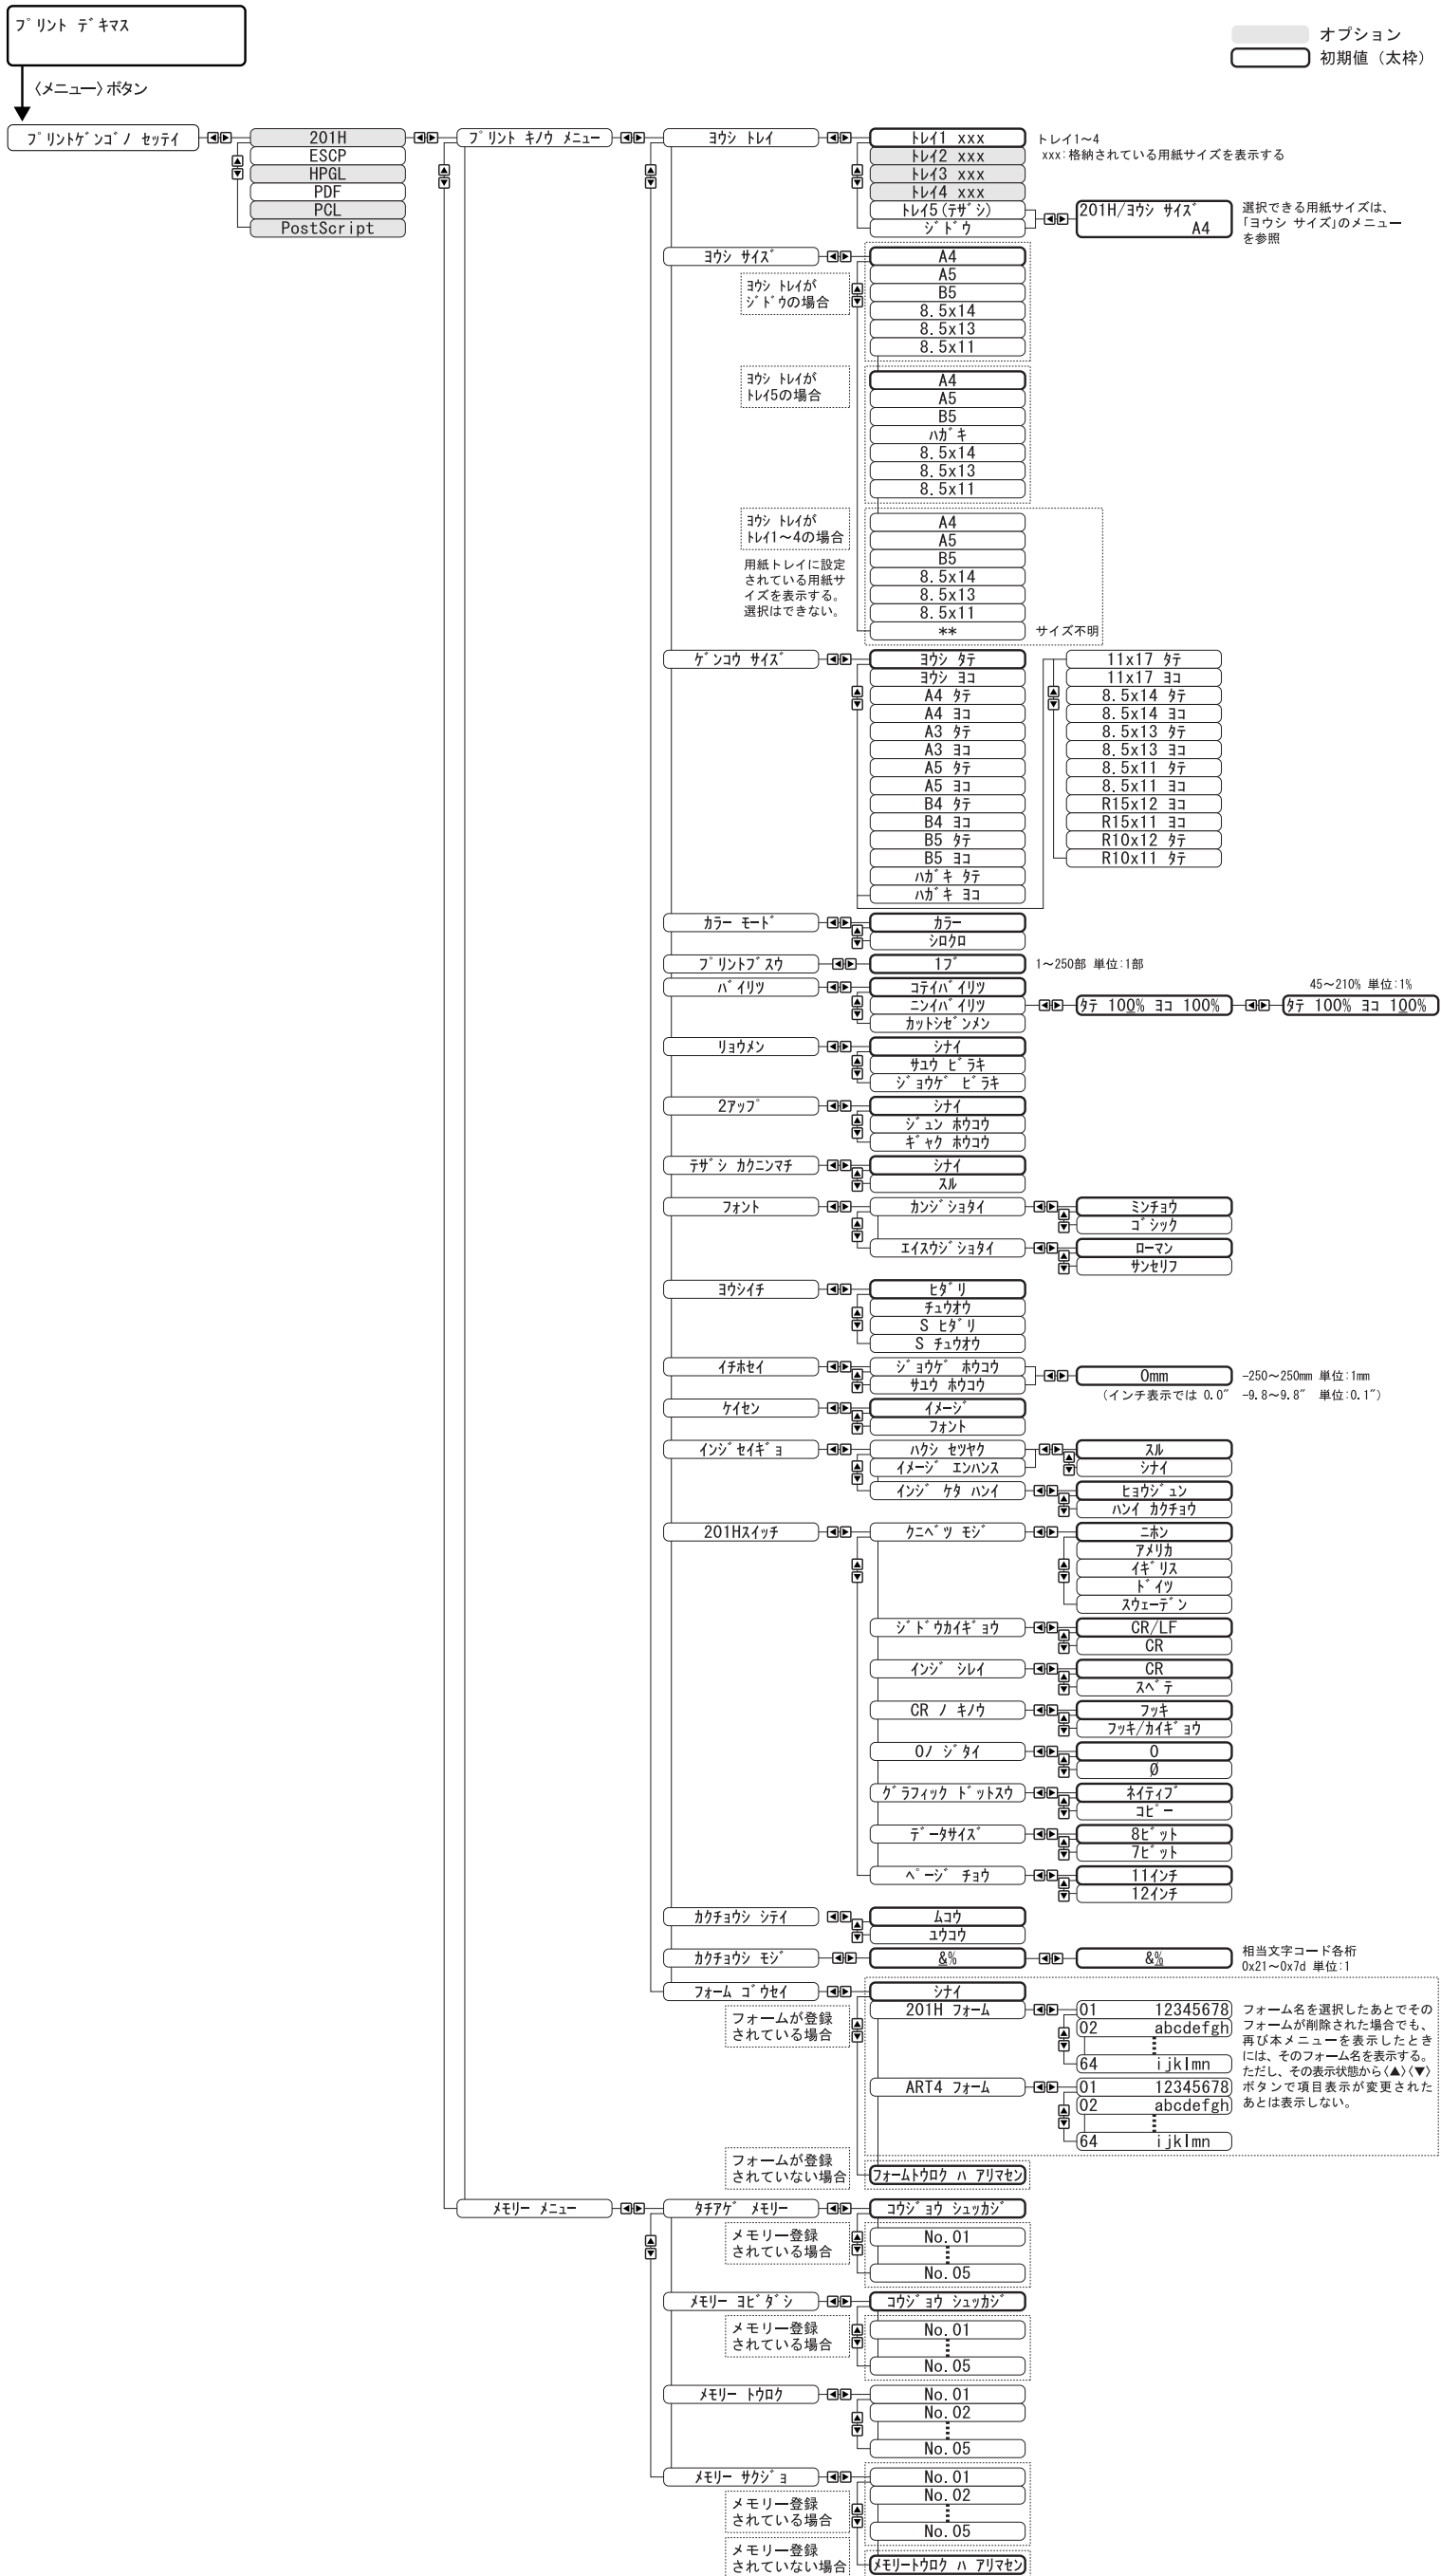 プリント デキマス
オプション
初期値（太枠）
〈メニュー〉ボタン
プリントゲンゴノ セッテイ
201H
ESCP
HPGL
PDF
PCL
PostScript
プリント キノウ メニュー
ヨウシ トレイ
トレイ1 xxx
トレイ2 xxx
トレイ3 xxx
トレイ4 xxx
トレイ5(テザシ)
ジドウ
トレイ1～4
xxx:格納されている用紙サイズを表示する
201H/ヨウシ サイズ
A4
選択できる用紙サイズは、
「ヨウシ サイズ」のメニュー
を参照
ヨウシ サイズ
ヨウシ トレイが
ジドウの場合
A4
A5
B5
8.5x14
8.5x13
8.5x11
ヨウシ トレイが
トレイ5の場合
A4
A5
B5
ハガキ
8.5x14
8.5x13
8.5x11
ヨウシ トレイが
トレイ1～4の場合
用紙トレイに設定
されている用紙サ
イズを表示する。
選択はできない。
A4
A5
B5
8.5x14
8.5x13
8.5x11
**
サイズ不明
ゲンコウ サイズ
ヨウシ タテ
ヨウシ ヨコ
A4 タテ
A4 ヨコ
A3 タテ
A3 ヨコ
A5 タテ
A5 ヨコ
B4 タテ
B4 ヨコ
B5 タテ
B5 ヨコ
ハガキ タテ
ハガキ ヨコ
11x17 タテ
11x17 ヨコ
8.5x14 タテ
8.5x14 ヨコ
8.5x13 タテ
8.5x13 ヨコ
8.5x11 タテ
8.5x11 ヨコ
R15x12 ヨコ
R15x11 ヨコ
R10x12 タテ
R10x11 タテ
カラー モード
カラー
シロクロ
プリントブスウ
1ブ
1～250部 単位:1部
バイリツ
コテイバイリツ
ニンイバイリツ
カットシゼンメン
タテ 100% ヨコ 100%
45～210% 単位:1%
タテ 100% ヨコ 100%
リョウメン
シナイ
サユウ ビラキ
ジョウゲ ビラキ
2アップ
シナイ
ジュン ホウコウ
ギャク ホウコウ
テザシ カクニンマチ
シナイ
スル
フォント
カンジショタイ
ミンチョウ
ゴシック
エイスウジショタイ
ローマン
サンセリフ
ヨウシイチ
ヒダリ
チュウオウ
S ヒダリ
S チュウオウ
イチホセイ
ジョウゲ ホウコウ
サユウ ホウコウ
0mm
-250～250mm 単位:1mm
(インチ表示では 0.0" -9.8～9.8" 単位:0.1")
ケイセン
イメージ
フォント
インジセイギョ
ハクシ セツヤク
イメージ エンハンス
スル
シナイ
インジ ケタ ハンイ
ヒョウジュン
ハンイ カクチョウ
201Hスイッチ
クニベツ モジ
ニホン
アメリカ
イギリス
ドイツ
スウェーデン
ジドウカイギョウ
CR/LF
CR
インジ シレイ
CR
スベテ
CR ノ キノウ
フッキ
フッキ/カイギョウ
0ノ ジタイ
0
Ø
グラフィック ドットスウ
ネイティブ
コピー
データサイズ
8ビット
7ビット
ページ チョウ
11インチ
12インチ
カクチョウシ シテイ
ムコウ
ユウコウ
カクチョウシ モジ
&%
&%
相当文字コード各桁
0x21～0x7d 単位:1
フォーム ゴウセイ
フォームが登録
されている場合
シナイ
201H フォーム
01 12345678
02 abcdefgh
64 ijklmn
ART4 フォーム
01 12345678
02 abcdefgh
64 ijklmn
フォーム名を選択したあとでその
フォームが削除された場合でも、
再び本メニューを表示したとき
には、そのフォーム名を表示する。
ただし、その表示状態から〈▲〉〈▼〉
ボタンで項目表示が変更された
あとは表示しない。
フォームが登録
されていない場合
フォームトウロク ハ アリマセン
メモリー メニュー
タチアゲ メモリー
コウジョウ シュッカジ
メモリー登録
されている場合
No.01
No.05
メモリー ヨビダシ
コウジョウ シュッカジ
メモリー登録
されている場合
No.01
No.05
メモリー トウロク
No.01
No.02
No.05
メモリー サクジョ
メモリー登録
されている場合
No.01
No.02
No.05
メモリー登録
されていない場合
メモリートウロク ハ アリマセン